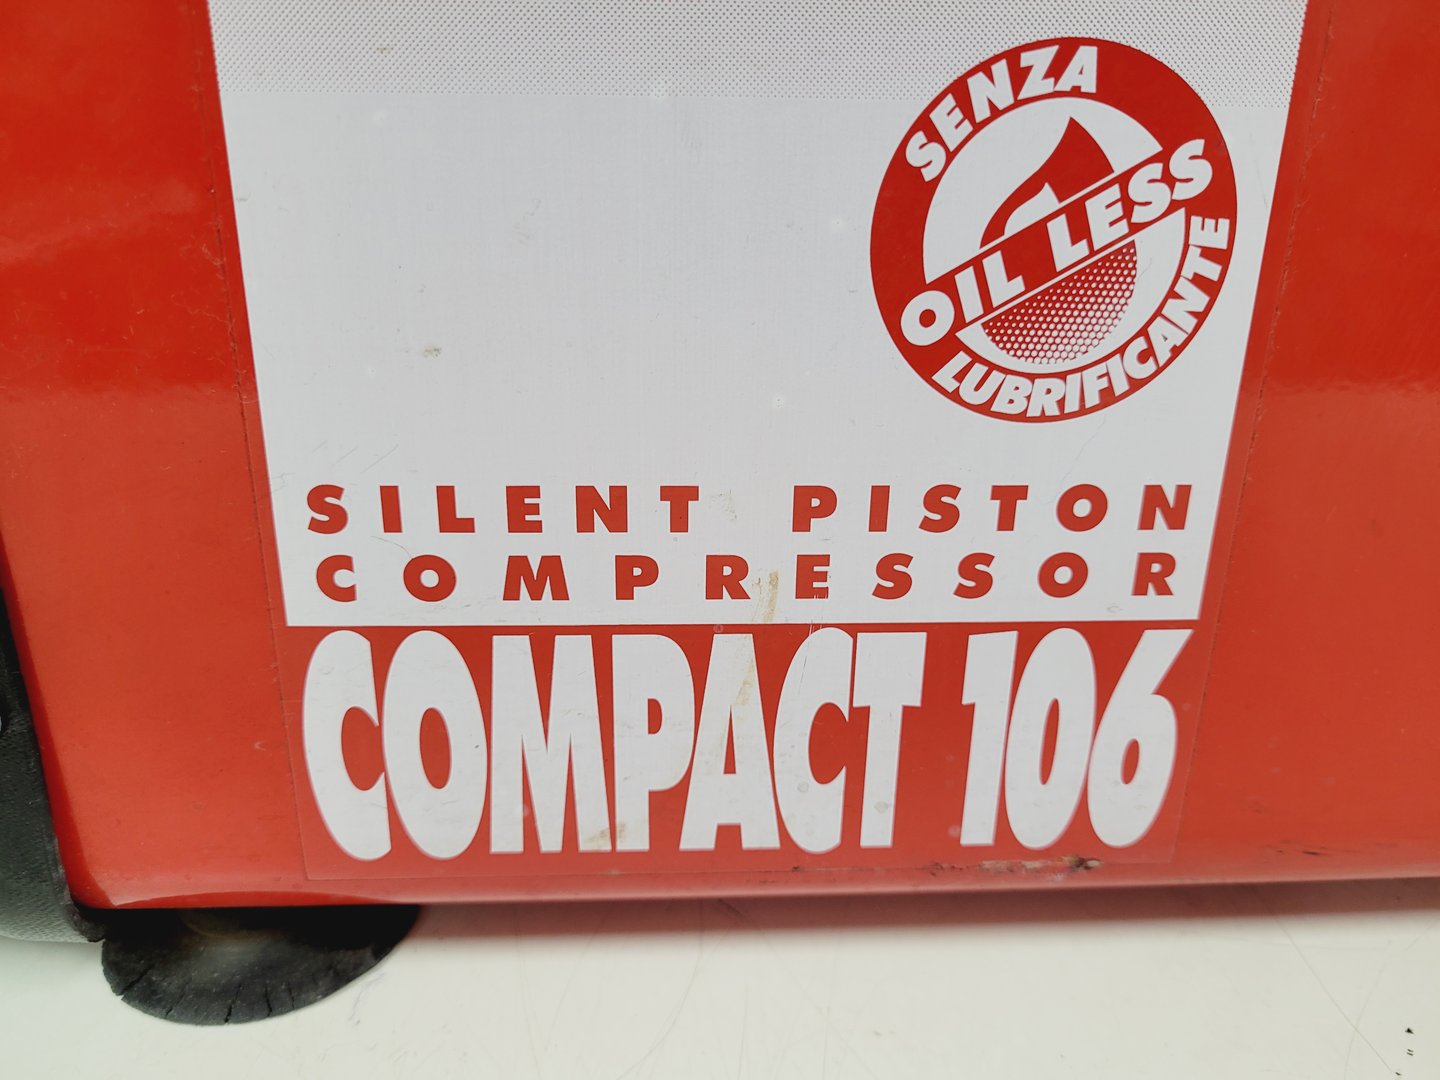 SENZA
OIL LESS
LUBRIFICANTE
SILENT PISTON
COMPRESSOR
COMPACT 106